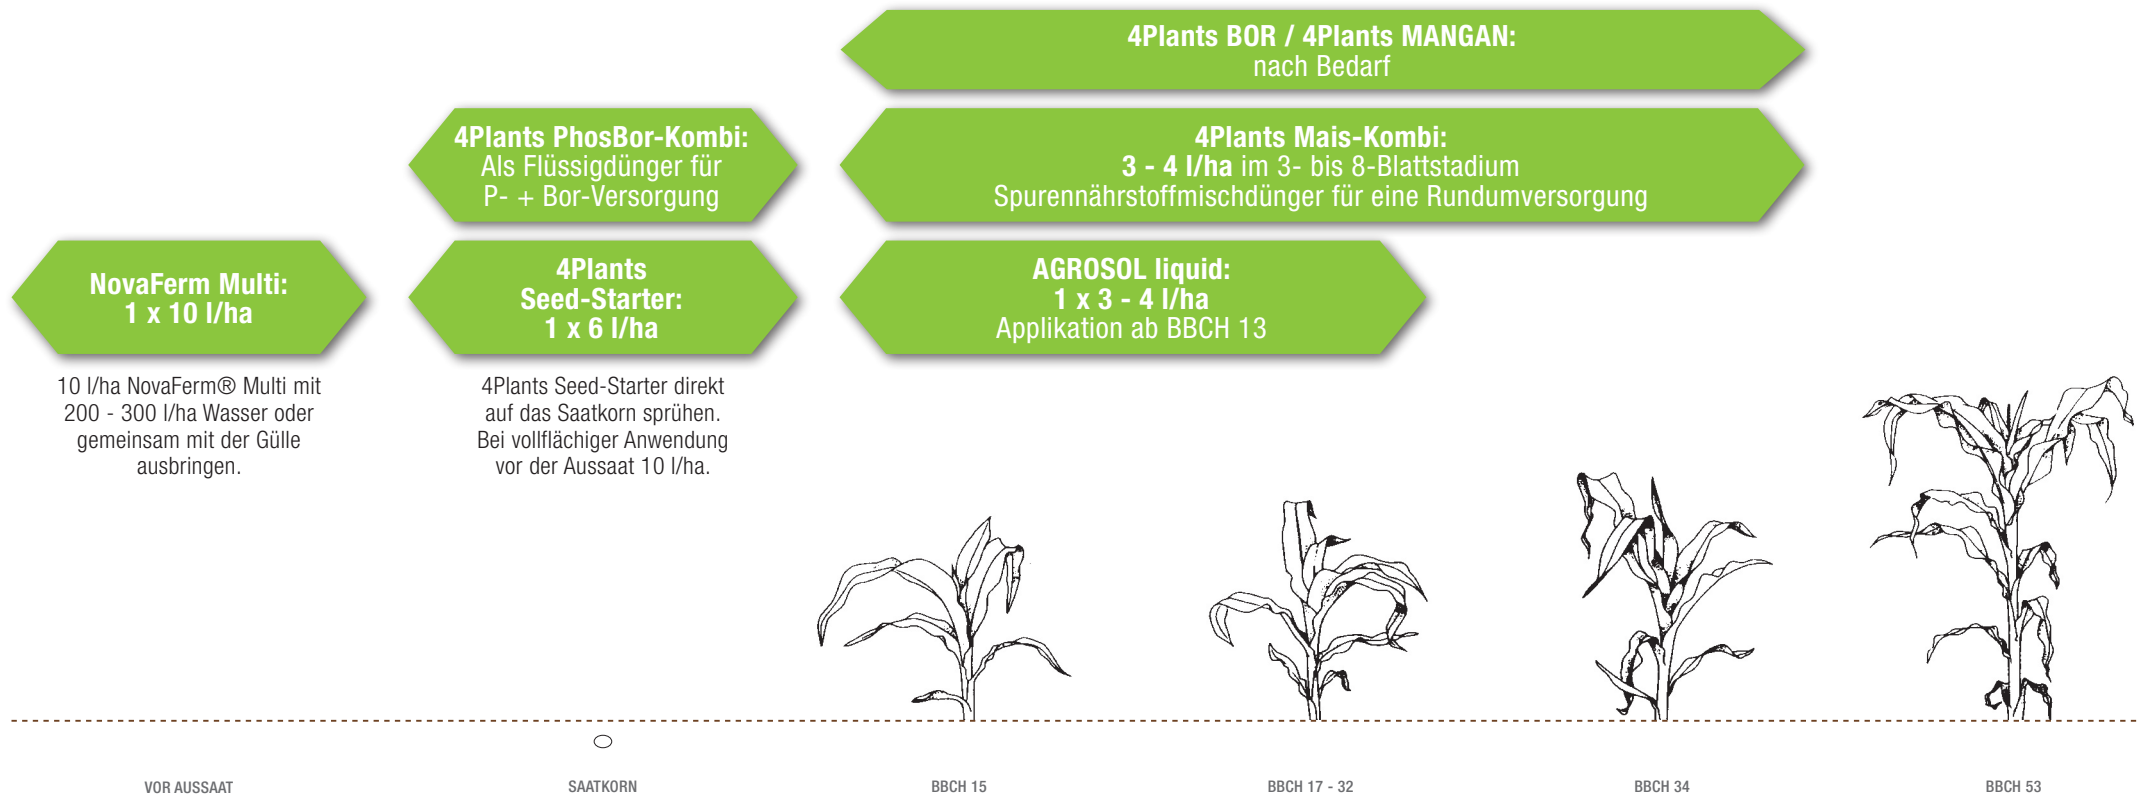 4Plants BOR / 4Plants MANGAN:
nach Bedarf
4Plants PhosBor-Kombi:
Als Flüssigdünger für
P- + Bor-Versorgung
4Plants Mais-Kombi:
3 - 4 l/ha im 3- bis 8-Blattstadium
Spurennährstoffmischdünger für eine Rundumversorgung
NovaFerm Multi:
1 x 10 l/ha
4Plants
Seed-Starter:
1 x 6 l/ha
AGROSOL liquid:
1 x 3 - 4 l/ha
Applikation ab BBCH 13
10 l/ha NovaFerm® Multi mit
200 - 300 l/ha Wasser oder
gemeinsam mit der Gülle
ausbringen.
4Plants Seed-Starter direkt
auf das Saatkorn sprühen.
Bei vollflächiger Anwendung
vor der Aussaat 10 l/ha.
VOR AUSSAAT
SAATKORN
BBCH 15
BBCH 17 - 32
BBCH 34
BBCH 53